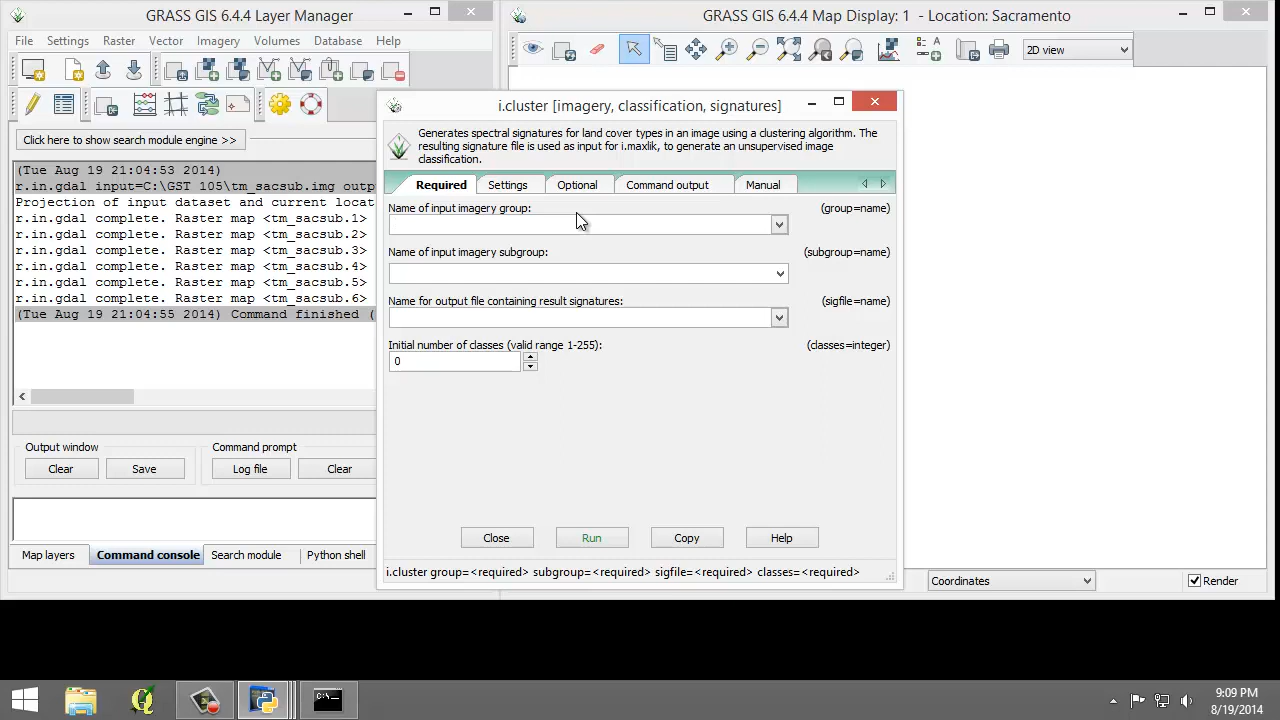 GRASS GIS 6.4.4 Layer Manager
File Settings Raster Vector Imagery Volumes Database Help
Click here to show search module engine >>
(Tue Aug 19 21:04:53 2014)
r.in.gdal input=C:\GST 105\tm_sacsub.img outp
Projection of input dataset and current locat
r.in.gdal complete. Raster map <tm_sacsub.1>
r.in.gdal complete. Raster map <tm_sacsub.2>
r.in.gdal complete. Raster map <tm_sacsub.3>
r.in.gdal complete. Raster map <tm_sacsub.4>
r.in.gdal complete. Raster map <tm_sacsub.5>
r.in.gdal complete. Raster map <tm_sacsub.6>
(Tue Aug 19 21:04:55 2014) Command finished (
Output window
Command prompt
Clear
Save
Log file
Clear
Map layers
Command console
Search module
Python shell
GRASS GIS 6.4.4 Map Display: 1 - Location: Sacramento
2D view
i.cluster [imagery, classification, signatures]
Generates spectral signatures for land cover types in an image using a clustering algorithm. The
resulting signature file is used as input for i.maxlik, to generate an unsupervised image
classification.
Required Settings Optional Command output Manual
Name of input imagery group: (group=name)
Name of input imagery subgroup: (subgroup=name)
Name for output file containing result signatures: (sigfile=name)
Initial number of classes (valid range 1-255): (classes=integer)
0
Close Run Copy Help
i.cluster group=<required> subgroup=<required> sigfile=<required> classes=<required>
Coordinates
Render
9:09 PM
8/19/2014